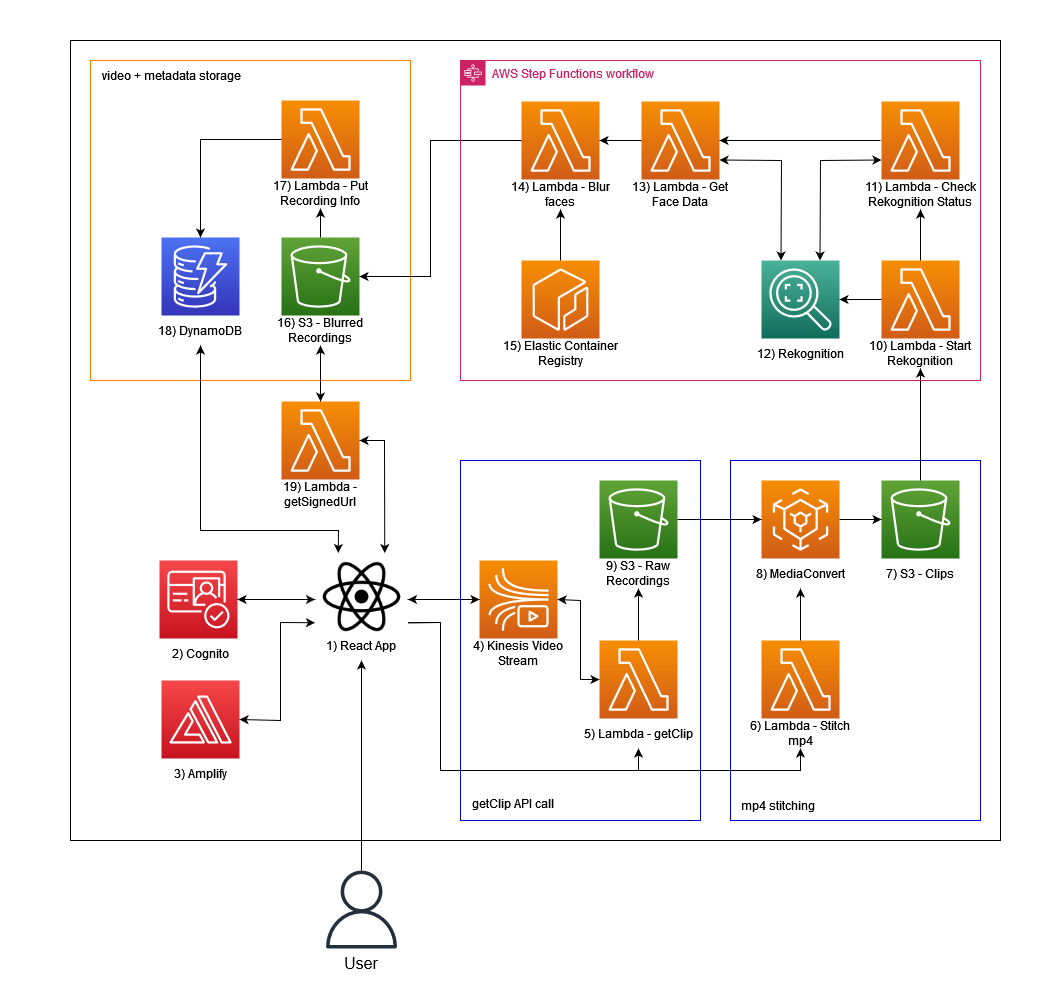 video + metadata storage
AWS Step Functions workflow
17) Lambda - Put
Recording Info
14) Lambda - Blur
faces
13) Lambda - Get
Face Data
11) Lambda - Check
Rekognition Status
18) DynamoDB
16) S3 - Blurred
Recordings
15) Elastic Container
Registry
12) Rekognition
10) Lambda - Start
Rekognition
19) Lambda -
getSignedUrl
9) S3 - Raw
Recordings
8) MediaConvert
7) S3 - Clips
2) Cognito
1) React App
4) Kinesis Video
Stream
5) Lambda - getClip
6) Lambda - Stitch
mp4
3) Amplify
getClip API call
mp4 stitching
User